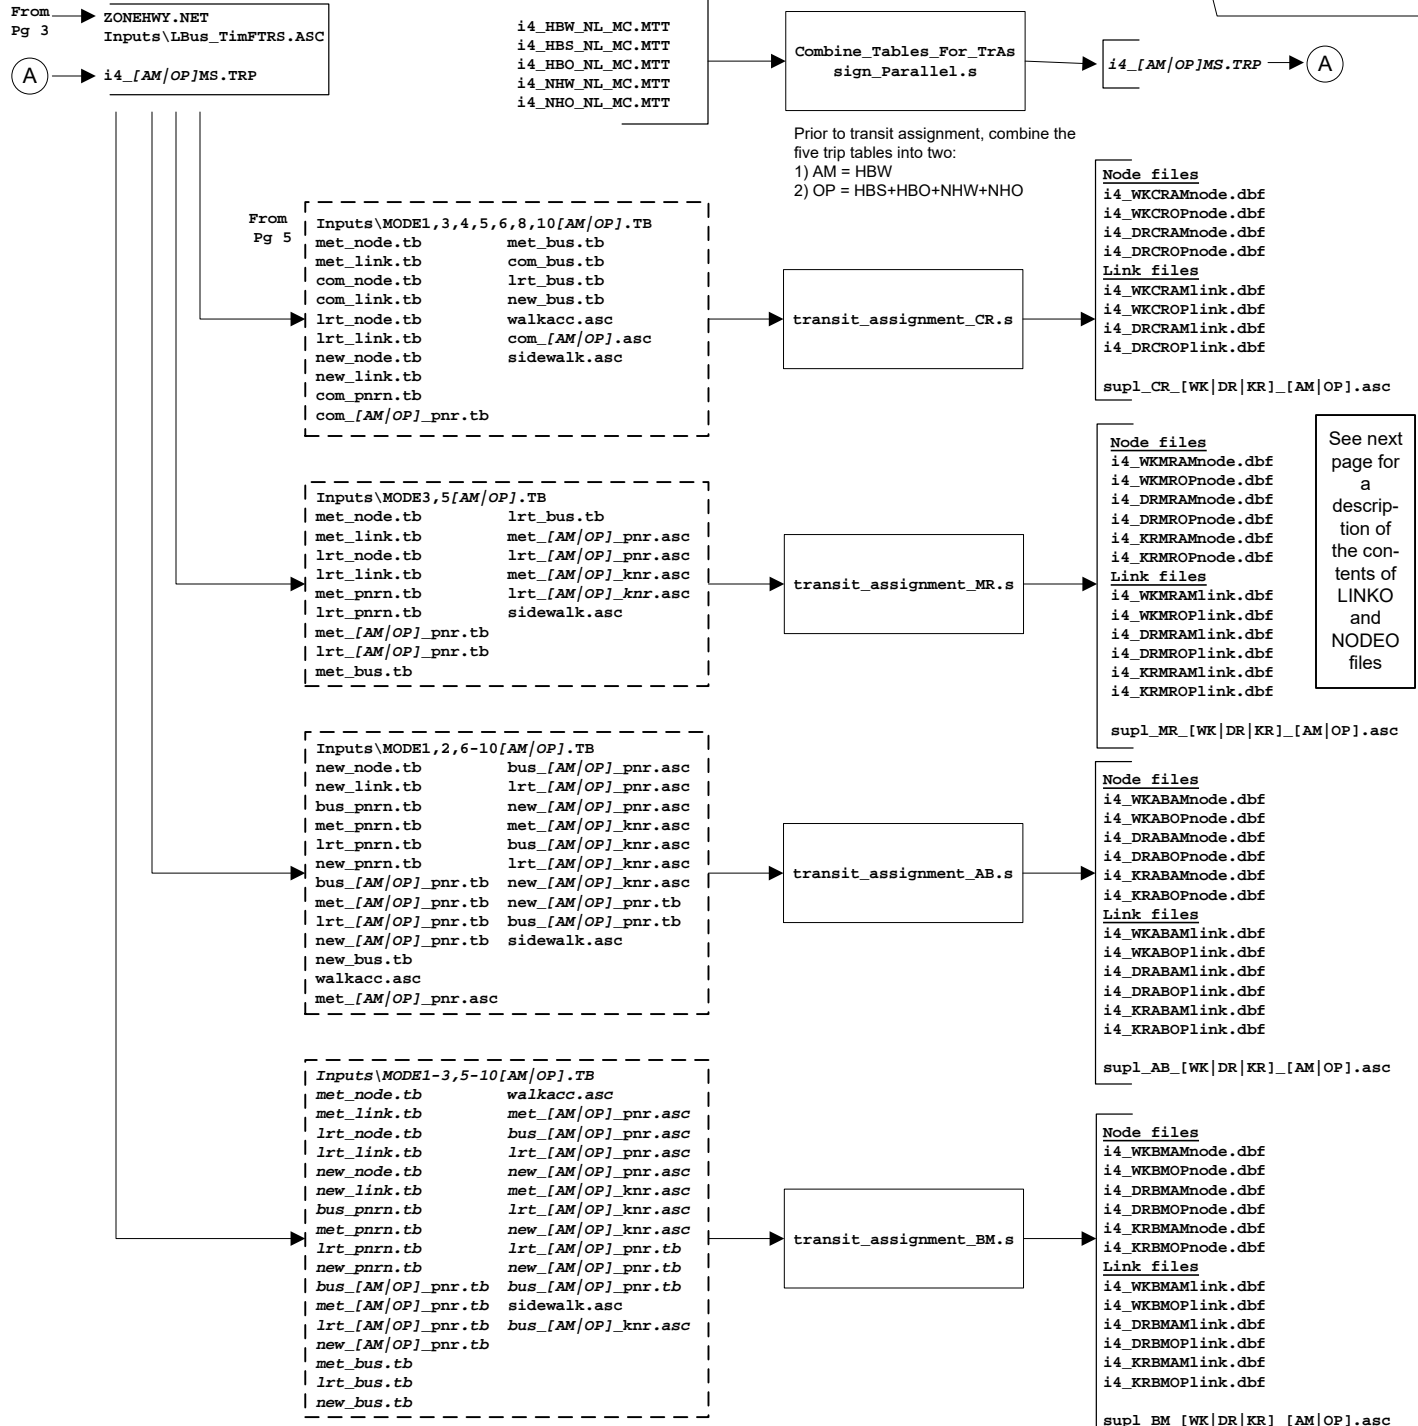 From
Pg 3
ZONEHWY.NET
Inputs\LBus_TimFTRS.ASC
A
i4_[AM/OP]MS.TRP
i4_HBW_NL_MC.MTT
i4_HBS_NL_MC.MTT
i4_HBO_NL_MC.MTT
i4_NHW_NL_MC.MTT
i4_NHO_NL_MC.MTT
Combine_Tables_For_TrAs
sign_Parallel.s
i4_[AM/OP]MS.TRP
A
Prior to transit assignment, combine the
five trip tables into two:
1) AM = HBW
2) OP = HBS+HBO+NHW+NHO
From
Pg 5
Inputs\MODE1,3,4,5,6,8,10[AM/OP].TB
met_node.tb met_bus.tb
met_link.tb com_bus.tb
com_node.tb lrt_bus.tb
com_link.tb new_bus.tb
lrt_node.tb walkacc.asc
lrt_link.tb com_[AM/OP].asc
new_node.tb sidewalk.asc
new_link.tb
com_pnrn.tb
com_[AM/OP]_pnr.tb
transit_assignment_CR.s
Node files
i4_WKCRAMnode.dbf
i4_WKCROPnode.dbf
i4_DRCRAMnode.dbf
i4_DRCROPnode.dbf
Link files
i4_WKCRAMlink.dbf
i4_WKCROPlink.dbf
i4_DRCRAMlink.dbf
i4_DRCROPlink.dbf
supl_CR_[WK|DR|KR]_[AM|OP].asc
Inputs\MODE3,5[AM/OP].TB
met_node.tb lrt_bus.tb
met_link.tb met_[AM/OP]_pnr.asc
lrt_node.tb lrt_[AM/OP]_pnr.asc
lrt_link.tb met_[AM/OP]_knr.asc
met_pnrn.tb lrt_[AM/OP]_knr.asc
lrt_pnrn.tb sidewalk.asc
met_[AM/OP]_pnr.tb
lrt_[AM/OP]_pnr.tb
met_bus.tb
transit_assignment_MR.s
Node files
i4_WKMRAMnode.dbf
i4_WKMROPnode.dbf
i4_DRMRAMnode.dbf
i4_DRMROPnode.dbf
i4_KRMRAMnode.dbf
i4_KRMROPnode.dbf
Link files
i4_WKMRAMlink.dbf
i4_WKMROPlink.dbf
i4_DRMRAMlink.dbf
i4_DRMROPlink.dbf
i4_KRMRAMlink.dbf
i4_KRMROPlink.dbf
supl_MR_[WK|DR|KR]_[AM|OP].asc
See next
page for
a
descrip-
tion of
the con-
tents of
LINKO
and
NODEO
files
Inputs\MODE1,2,6-10[AM/OP].TB
new_node.tb bus_[AM/OP]_pnr.asc
new_link.tb lrt_[AM/OP]_pnr.asc
bus_pnrn.tb new_[AM/OP]_pnr.asc
met_pnrn.tb met_[AM/OP]_knr.asc
lrt_pnrn.tb bus_[AM/OP]_knr.asc
new_pnrn.tb lrt_[AM/OP]_knr.asc
bus_[AM/OP]_pnr.tb new_[AM/OP]_knr.asc
met_[AM/OP]_pnr.tb new_[AM/OP]_pnr.tb
lrt_[AM/OP]_pnr.tb bus_[AM/OP]_pnr.tb
new_[AM/OP]_pnr.tb sidewalk.asc
new_bus.tb
walkacc.asc
met_[AM/OP]_pnr.asc
transit_assignment_AB.s
Node files
i4_WKABAMnode.dbf
i4_WKABOPnode.dbf
i4_DRABAMnode.dbf
i4_DRABOPnode.dbf
i4_KRABAMnode.dbf
i4_KRABOPnode.dbf
Link files
i4_WKABAMlink.dbf
i4_WKABOPlink.dbf
i4_DRABAMlink.dbf
i4_DRABOPlink.dbf
i4_KRABAMlink.dbf
i4_KRABOPlink.dbf
supl_AB_[WK|DR|KR]_[AM|OP].asc
Inputs\MODE1-3,5-10[AM/OP].TB
met_node.tb walkacc.asc
met_link.tb met_[AM/OP]_pnr.asc
lrt_node.tb bus_[AM/OP]_pnr.asc
lrt_link.tb lrt_[AM/OP]_pnr.asc
new_node.tb new_[AM/OP]_pnr.asc
new_link.tb met_[AM/OP]_knr.asc
bus_pnrn.tb lrt_[AM/OP]_knr.asc
met_pnrn.tb new_[AM/OP]_knr.asc
lrt_pnrn.tb lrt_[AM/OP]_pnr.tb
new_pnrn.tb new_[AM/OP]_pnr.tb
bus_[AM/OP]_pnr.tb bus_[AM/OP]_pnr.tb
met_[AM/OP]_pnr.tb sidewalk.asc
lrt_[AM/OP]_pnr.tb bus_[AM/OP]_knr.asc
new_[AM/OP]_pnr.tb
met_bus.tb
lrt_bus.tb
new_bus.tb
transit_assignment_BM.s
Node files
i4_WKBMAMnode.dbf
i4_WKBMOPnode.dbf
i4_DRBMAMnode.dbf
i4_DRBMOPnode.dbf
i4_KRBMAMnode.dbf
i4_KRBMOPnode.dbf
Link files
i4_WKBMAMlink.dbf
i4_WKBMOPlink.dbf
i4_DRBMAMlink.dbf
i4_DRBMOPlink.dbf
i4_KRBMAMlink.dbf
i4_KRBMOPlink.dbf
supl_BM_[WK|DR|KR]_[AM|OP].asc